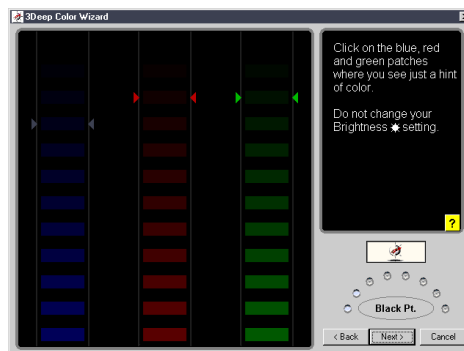 3Deep Color Wizard
Click on the blue, red
and green patches
where you see just a hint
of color.
Do not change your
Brightness setting.
?
Black Pt.
< Back
Next >
Cancel